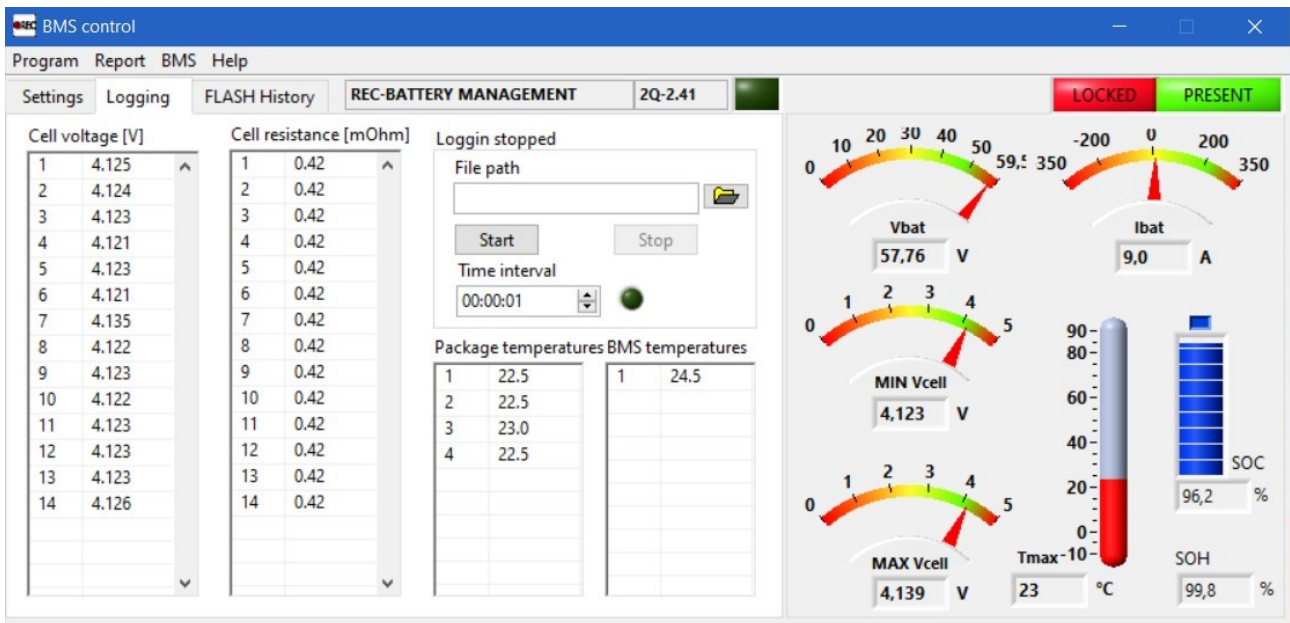 REC BMS control
Program Report BMS Help
Settings Logging FLASH History REC-BATTERY MANAGEMENT 2Q-2.41 LOCKED PRESENT
Cell voltage [V]
1 4.125
2 4.124
3 4.123
4 4.121
5 4.123
6 4.121
7 4.135
8 4.122
9 4.123
10 4.122
11 4.123
12 4.123
13 4.123
14 4.126
Cell resistance [mOhm]
1 0.42
2 0.42
3 0.42
4 0.42
5 0.42
6 0.42
7 0.42
8 0.42
9 0.42
10 0.42
11 0.42
12 0.42
13 0.42
14 0.42
Loggin stopped
File path
Start Stop
Time interval
00:00:01
Package temperatures
1 22.5
2 22.5
3 23.0
4 22.5
BMS temperatures
1 24.5
0 10 20 30 40 50 59,5
Vbat
57,76 V
350 -200 0 200 350
Ibat
9,0 A
0 1 2 3 4 5
MIN Vcell
4,123 V
0 1 2 3 4 5
MAX Vcell
4,139 V
90
80
60
40
20
0
-10
Tmax
23 °C
SOC
96,2 %
SOH
99,8 %